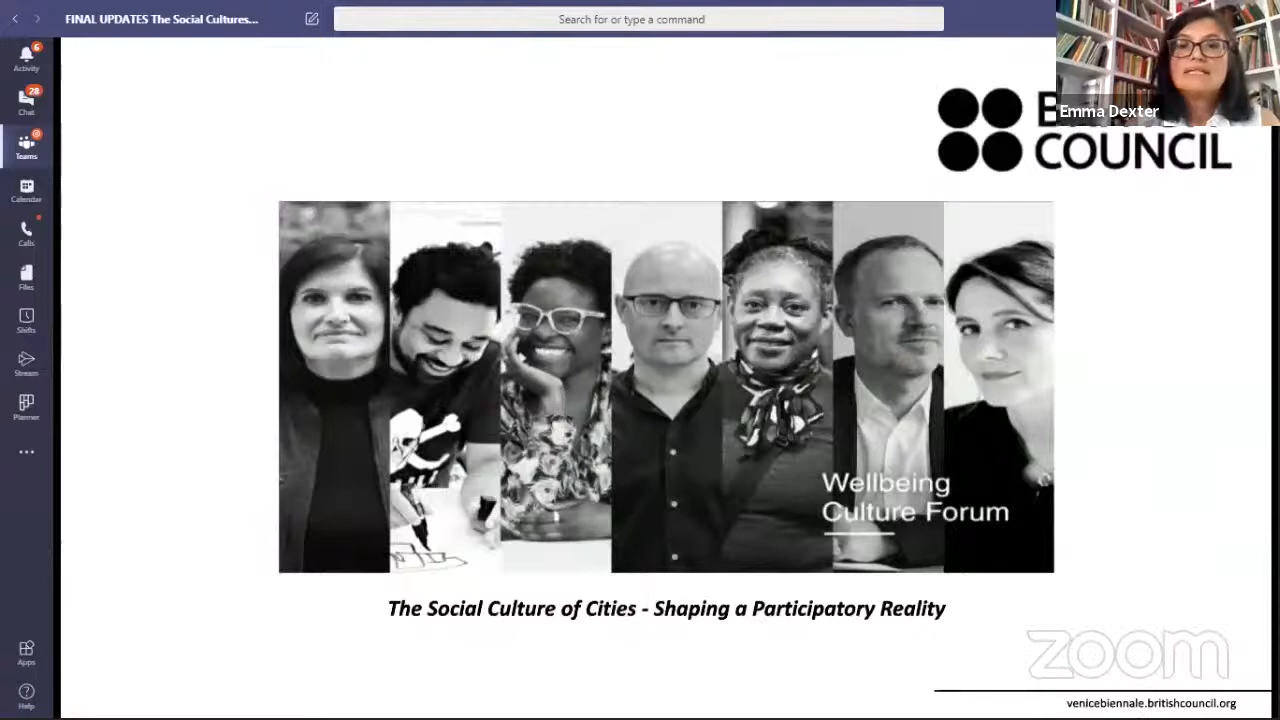 FINAL UPDATES The Social Cultures...
Search for or type a command
6
Activity
28
Chat
@
Teams
Calendar
Calls
Files
Shifts
Stream
Planner
Apps
Help
Emma Dexter
COUNCIL
Wellbeing
Culture Forum
The Social Culture of Cities - Shaping a Participatory Reality
zoom
venicebiennale.britishcouncil.org